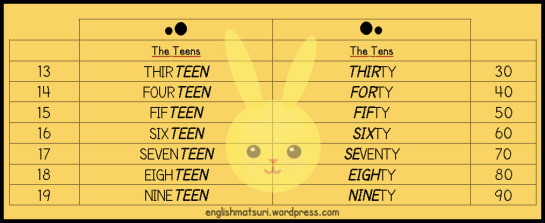 The Teens The Tens
13 THIRTEEN THIRTY 30
14 FOURTEEN FORTY 40
15 FIFTEEN FIFTY 50
16 SIXTEEN SIXTY 60
17 SEVENTEEN SEVENTY 70
18 EIGHTEEN EIGHTY 80
19 NINETEEN NINETY 90
englishmatsuri.wordpress.com